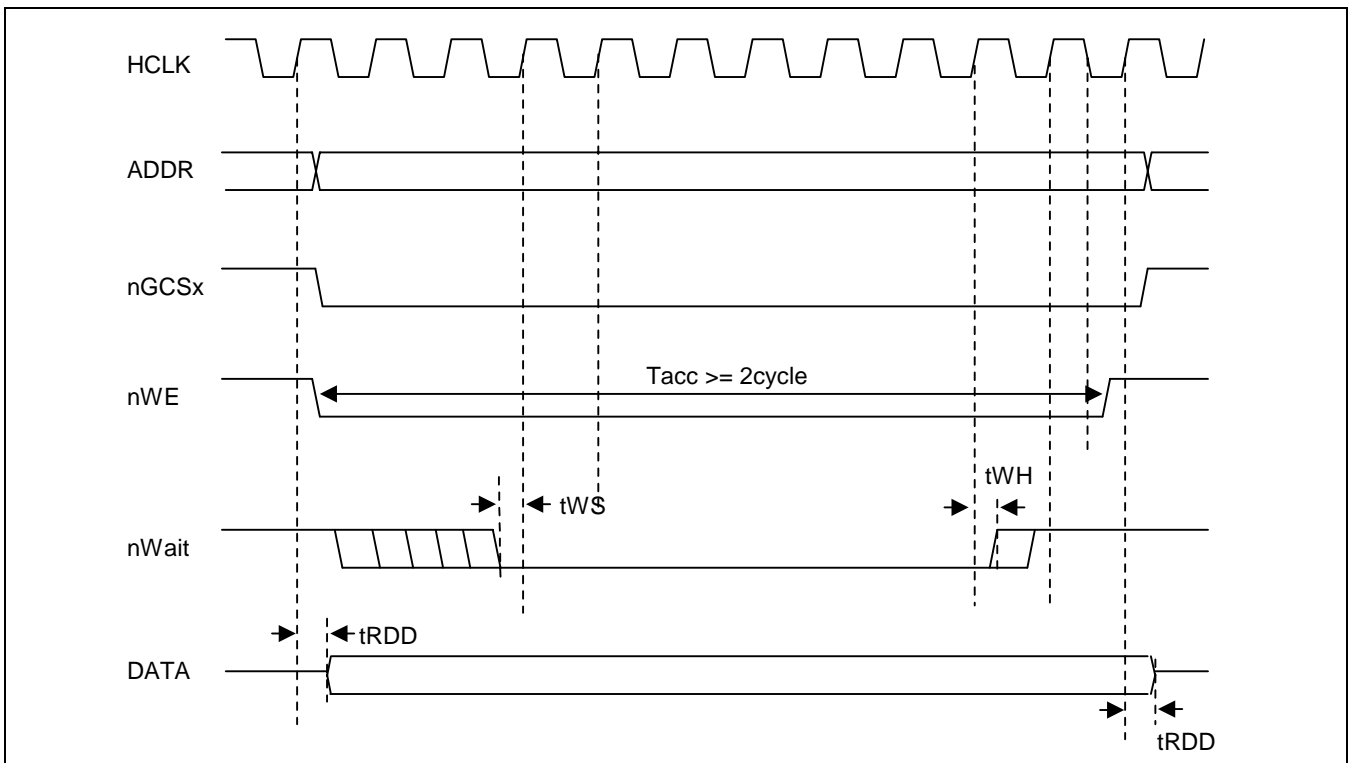 HCLK
ADDR
nGCSx
Tacc >= 2cycle
nWE
tWH
tWS
nWait
tRDD
DATA
tRDD